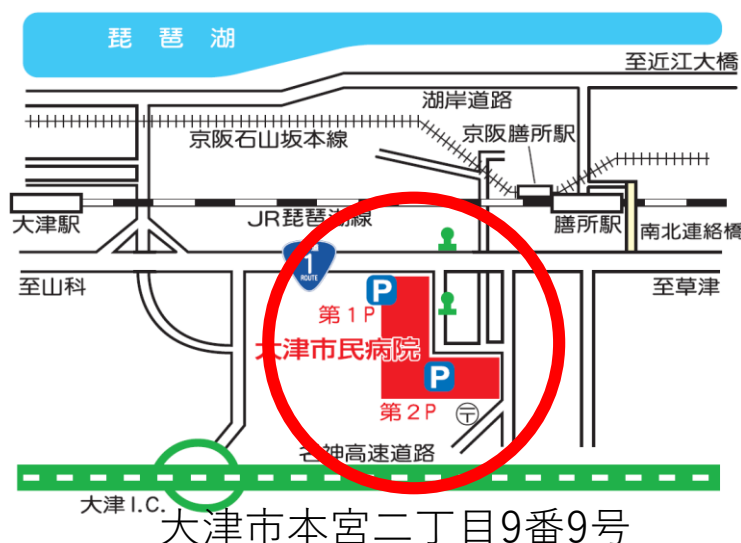 琵琶湖
至近江大橋
湖岸道路
京阪石山坂本線
京阪膳所駅
大津駅
JR琵琶湖線
膳所駅
南北連絡橋
1
ROUTE
至山科
至草津
P
第1P
大津市民病院
P
第2P
〒
名神高速道路
大津I.C.
大津市本宮二丁目9番9号